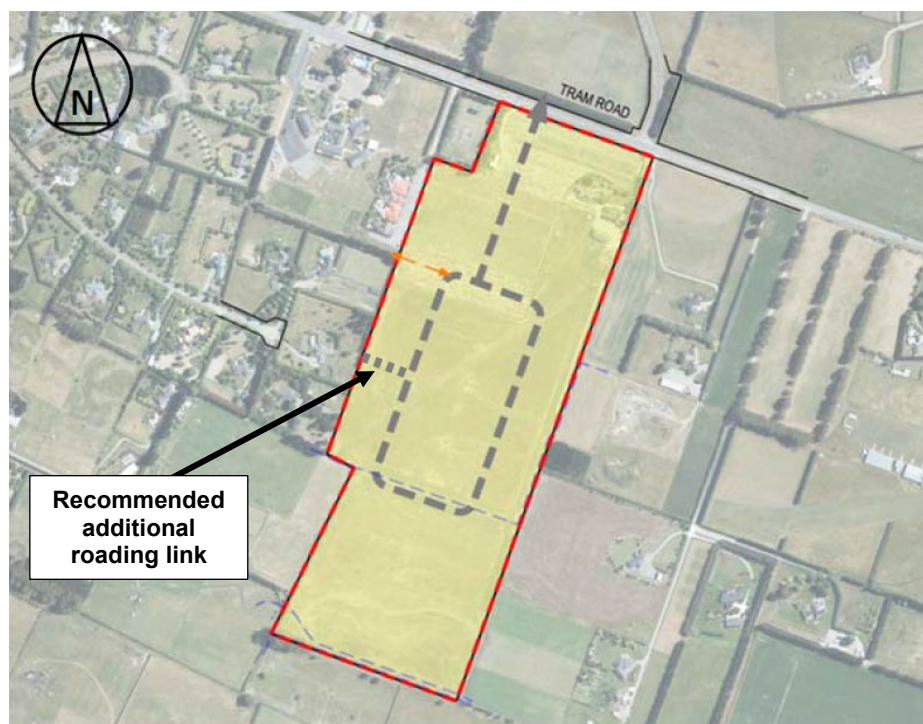 N
TRAM ROAD
Recommended
additional
roading link